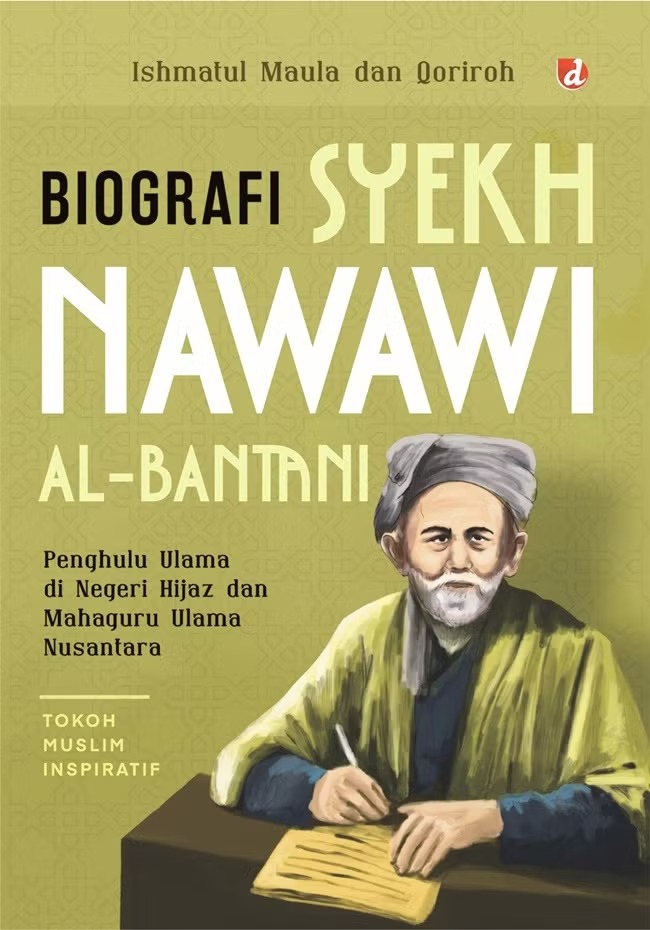 Ishmatul Maula dan Qoriroh
d
BIOGRAFI SYEKH
NAWAWI
AL-BANTANI
Penghulu Ulama
di Negeri Hijaz dan
Mahaguru Ulama
Nusantara
TOKOH
MUSLIM
INSPIRATIF